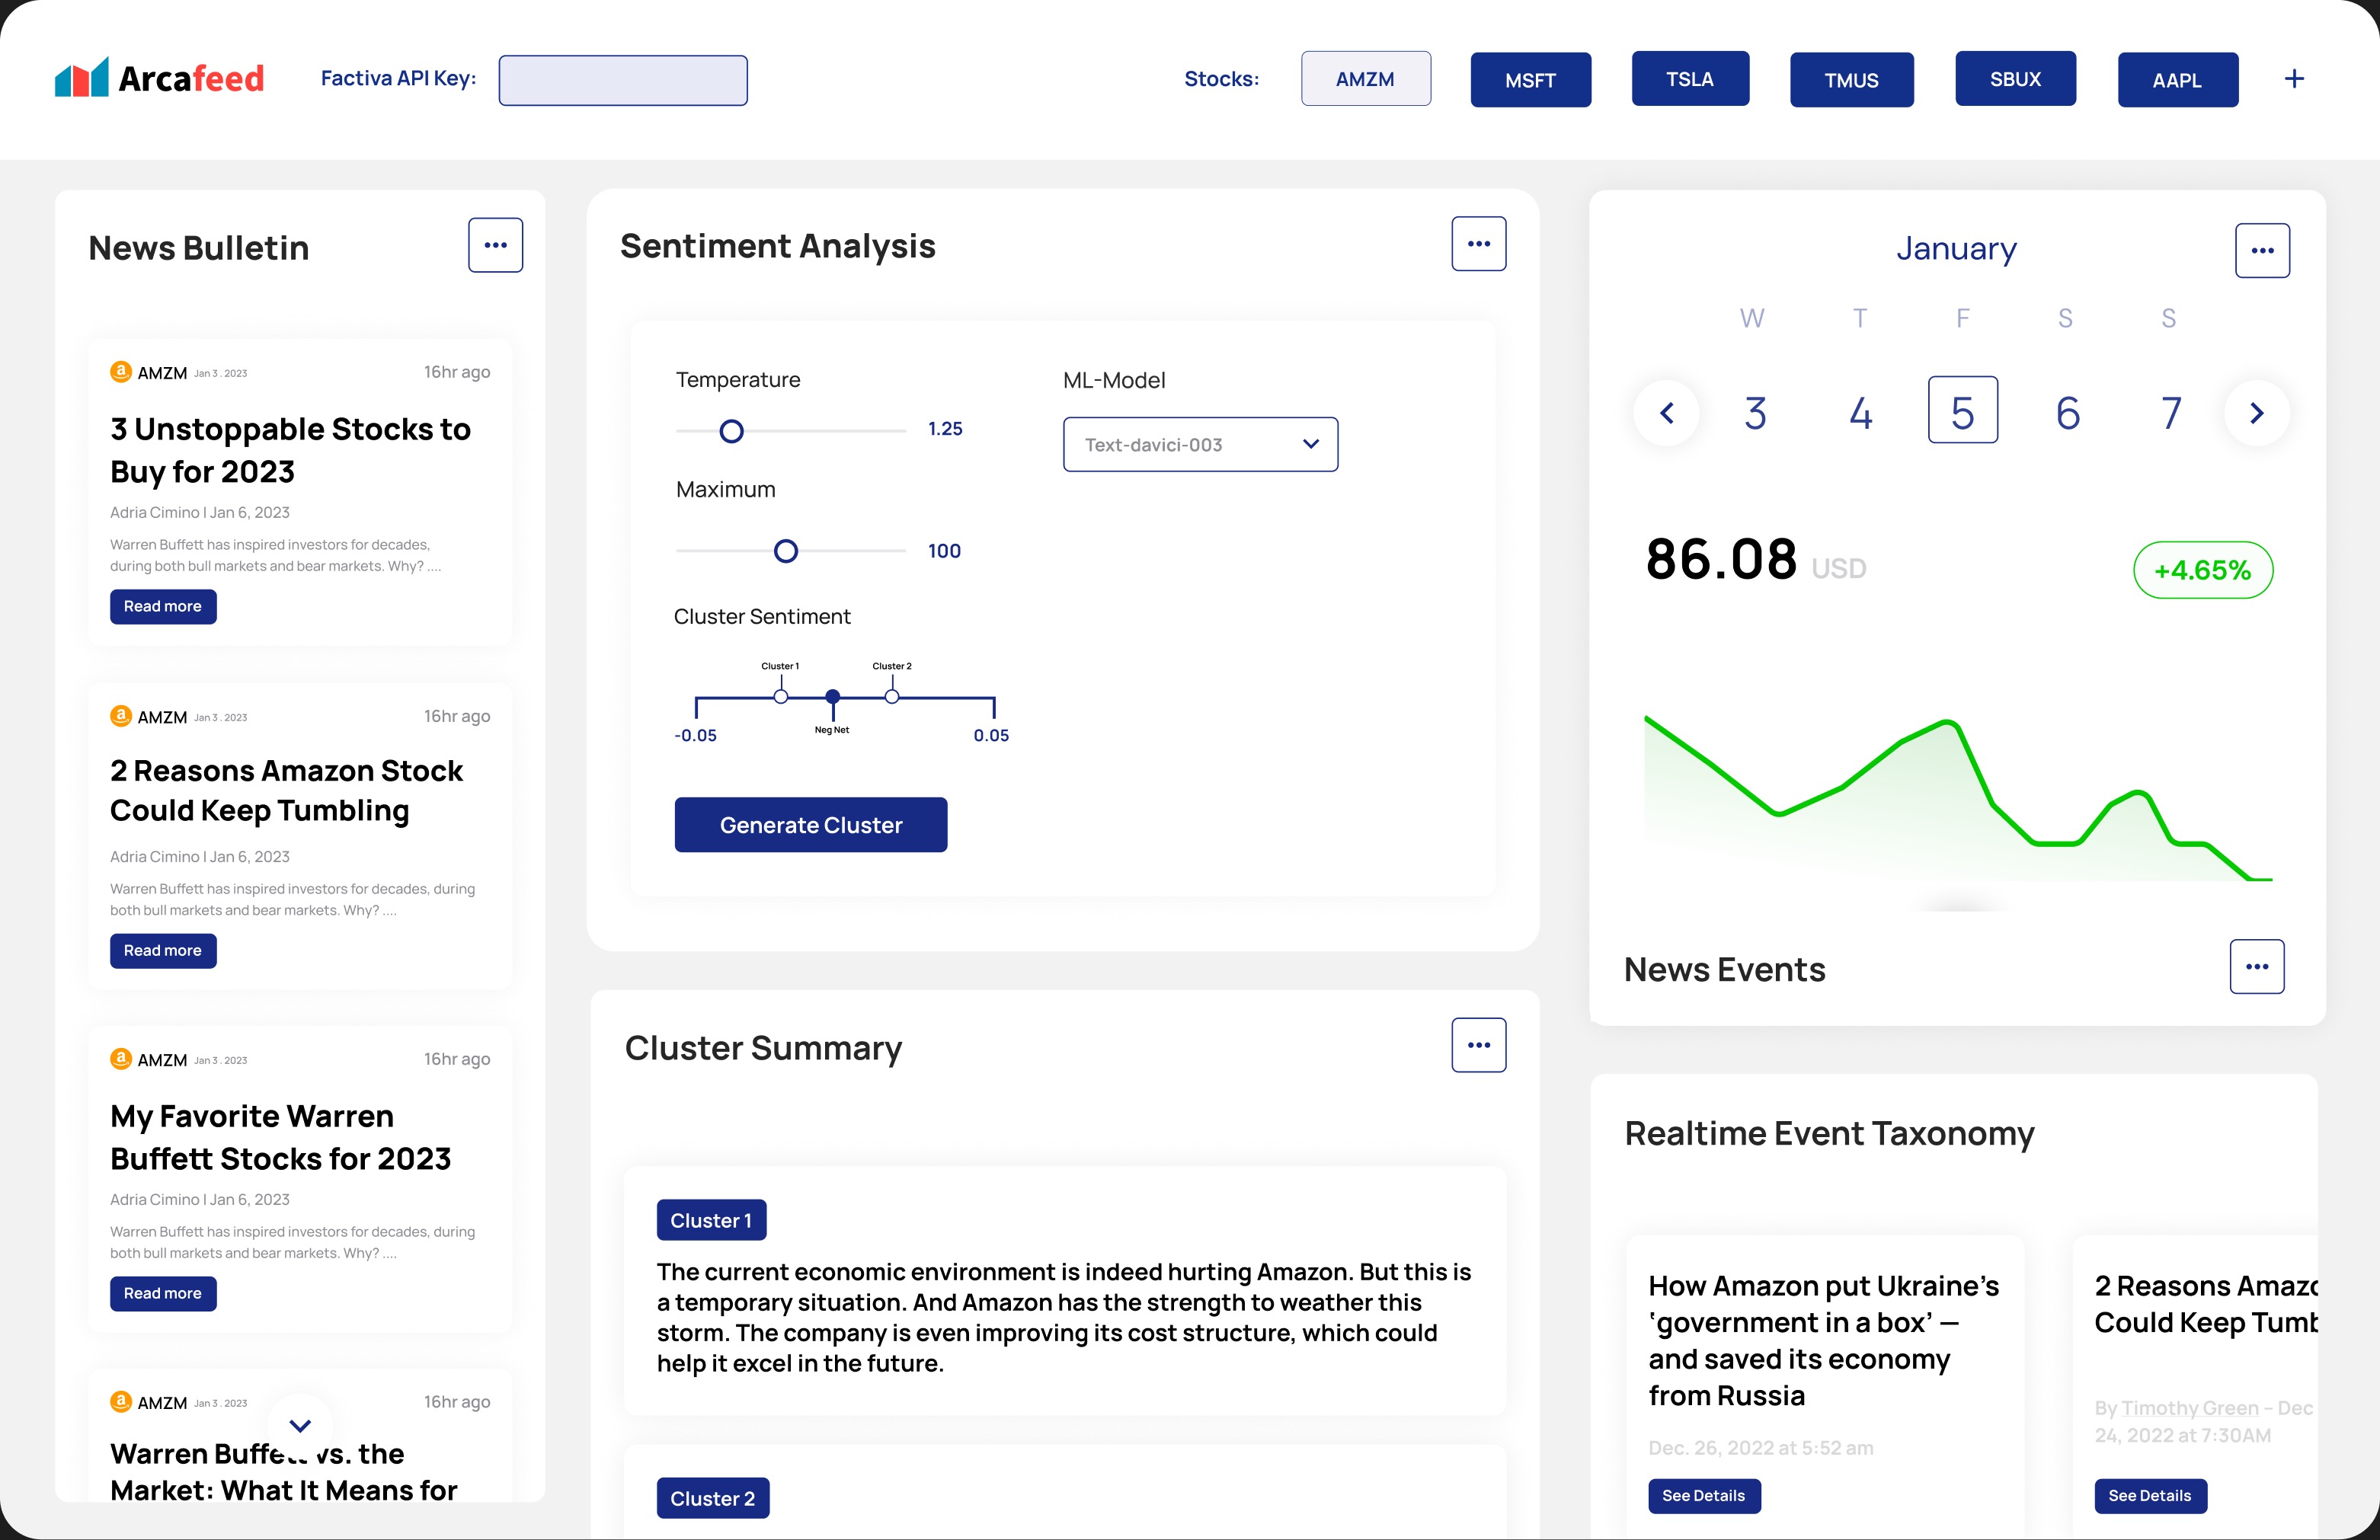 Arcafeed
Factiva API Key:
Stocks:
AMZM
MSFT
TSLA
TMUS
SBUX
AAPL
+
News Bulletin
AMZM Jan 3 . 2023
16hr ago
3 Unstoppable Stocks to
Buy for 2023
Adria Cimino I Jan 6, 2023
Warren Buffett has inspired investors for decades,
during both bull markets and bear markets. Why? ....
Read more
AMZM Jan 3 . 2023
16hr ago
2 Reasons Amazon Stock
Could Keep Tumbling
Adria Cimino I Jan 6, 2023
Warren Buffett has inspired investors for decades, during
both bull markets and bear markets. Why? ....
Read more
AMZM Jan 3 . 2023
16hr ago
My Favorite Warren
Buffett Stocks for 2023
Adria Cimino I Jan 6, 2023
Warren Buffett has inspired investors for decades, during
both bull markets and bear markets. Why? ....
Read more
AMZM Jan 3 . 2023
16hr ago
Warren Buffett vs. the
Market: What It Means for
Sentiment Analysis
Temperature
1.25
Maximum
100
ML-Model
Text-davici-003
Cluster Sentiment
Cluster 1
Cluster 2
Neg Net
-0.05
0.05
Generate Cluster
Cluster Summary
Cluster 1
The current economic environment is indeed hurting Amazon. But this is
a temporary situation. And Amazon has the strength to weather this
storm. The company is even improving its cost structure, which could
help it excel in the future.
Cluster 2
January
W T F S S
3 4 5 6 7
86.08 USD
+4.65%
News Events
Realtime Event Taxonomy
How Amazon put Ukraine’s
‘government in a box’ —
and saved its economy
from Russia
Dec. 26, 2022 at 5:52 am
See Details
2 Reasons Amazo
Could Keep Tumb
By Timothy Green – Dec
24, 2022 at 7:30AM
See Details